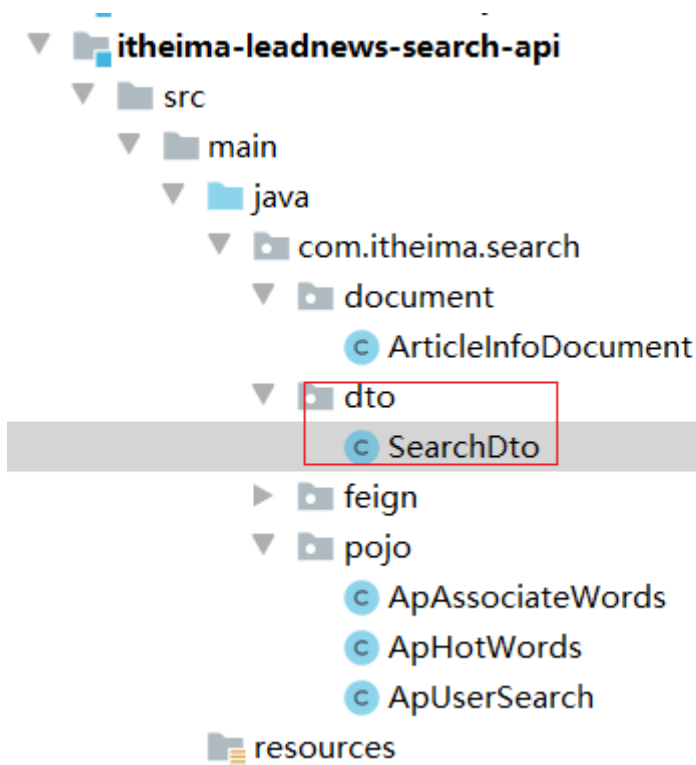 itheima-leadnews-search-api
src
main
java
com.itheima.search
document
C ArticleInfoDocument
dto
C SearchDto
feign
pojo
C ApAssociateWords
C ApHotWords
C ApUserSearch
resources